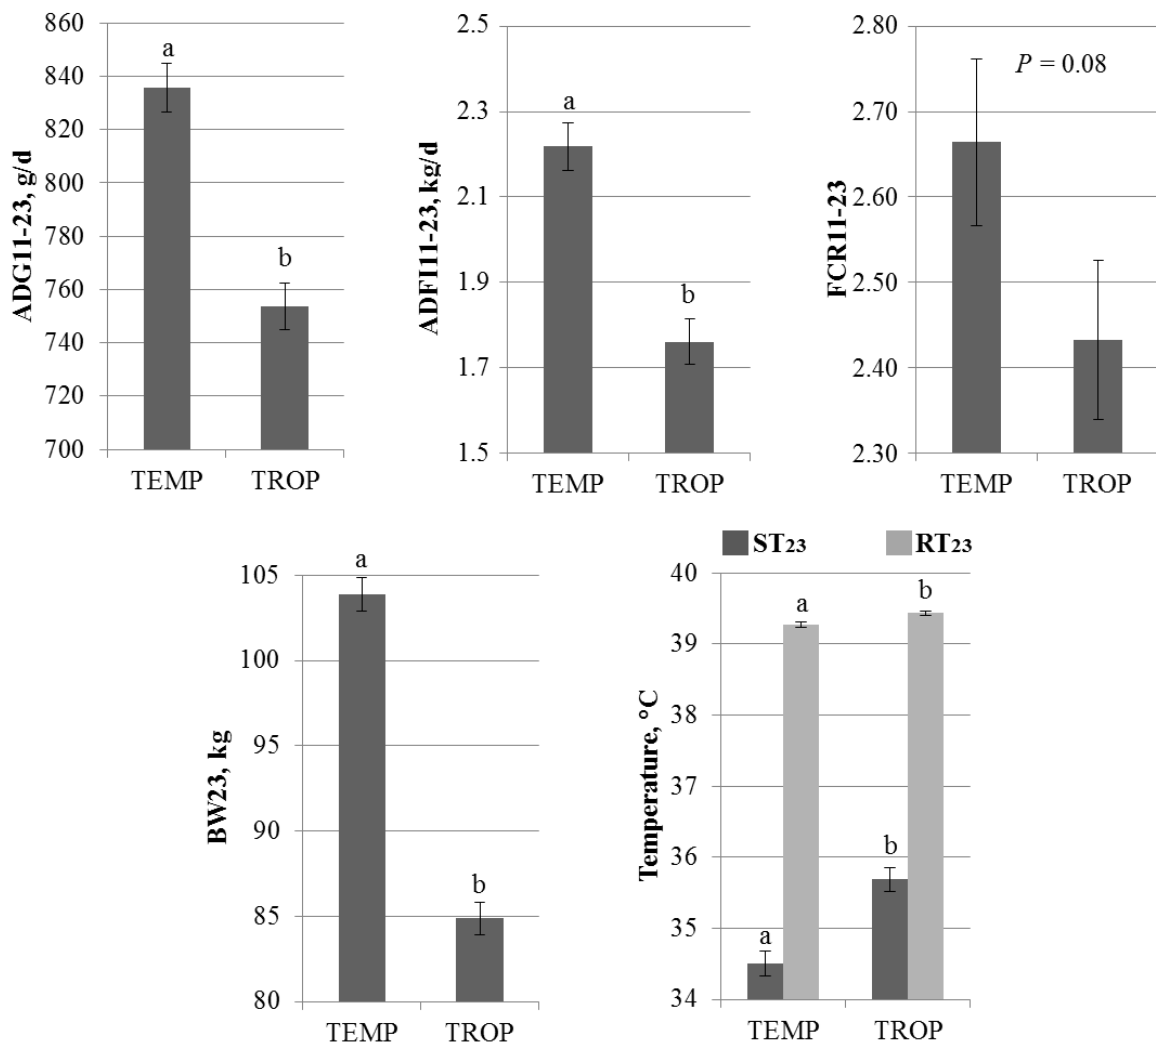 ADG11-23, g/d
860
840
820
800
780
760
740
720
700
a
b
TEMP TROP
ADFI11-23, kg/d
2.5
2.3
2.1
1.9
1.7
1.5
a
b
TEMP TROP
FCR11-23
2.80
2.70
2.60
2.50
2.40
2.30
P = 0.08
TEMP TROP
BW23, kg
105
100
95
90
85
80
a
b
TEMP TROP
ST23 RT23
Temperature, °C
40
39
38
37
36
35
34
a
a
b
b
TEMP TROP